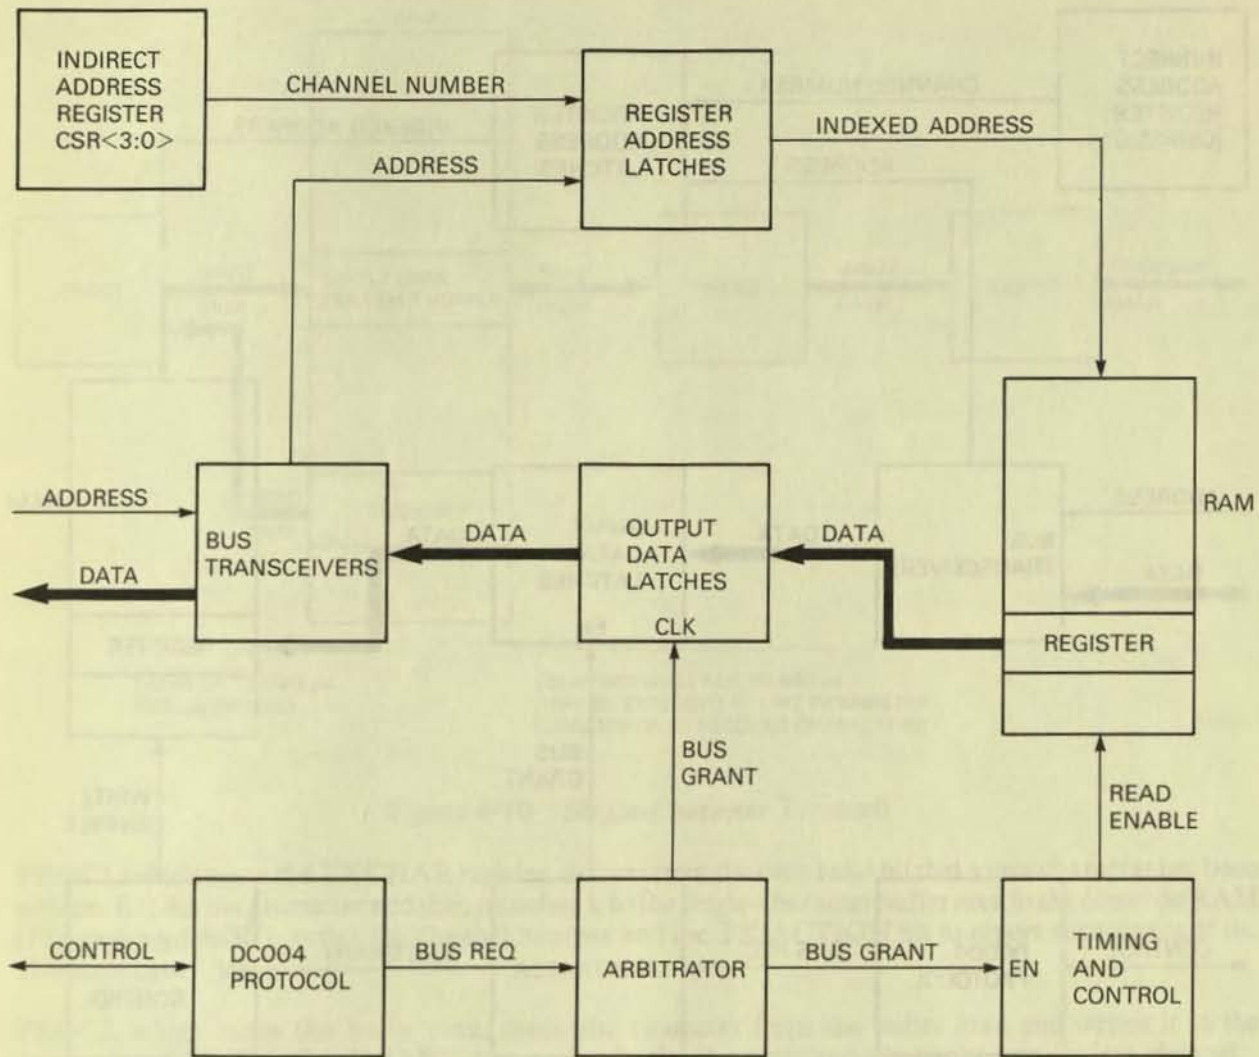 INDIRECT
ADDRESS
REGISTER
CSR<3:0>
CHANNEL NUMBER
ADDRESS
REGISTER
ADDRESS
LATCHES
INDEXED ADDRESS
ADDRESS
DATA
BUS
TRANSCEIVERS
DATA
OUTPUT
DATA
LATCHES
CLK
DATA
RAM
REGISTER
BUS
GRANT
READ
ENABLE
CONTROL
DC004
PROTOCOL
BUS REQ
ARBITRATOR
BUS GRANT
EN
TIMING
AND
CONTROL